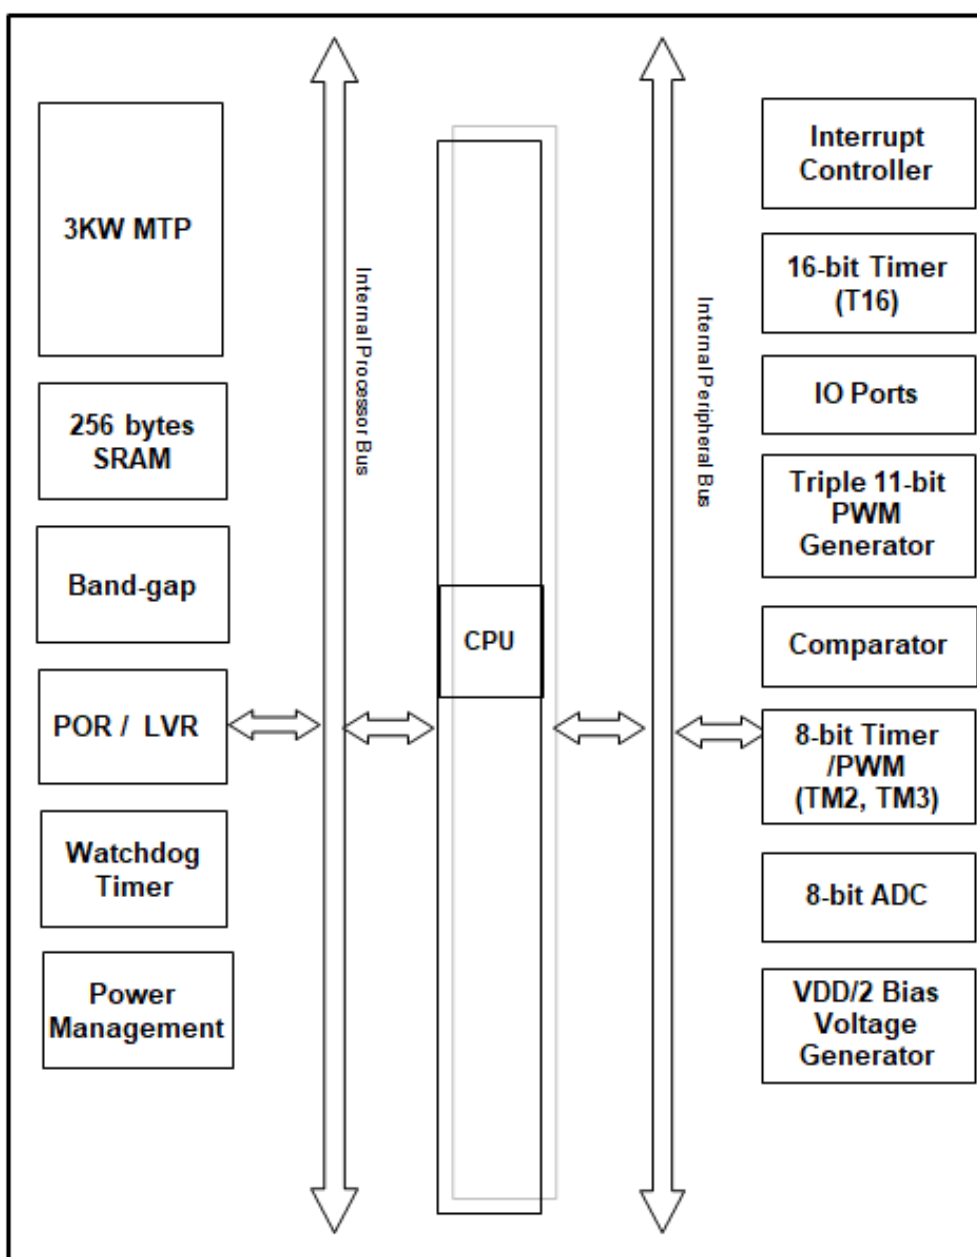 3KW MTP
256 bytes
SRAM
Band-gap
POR / LVR
Watchdog
Timer
Power
Management
Internal Processor Bus
CPU
Internal Peripheral Bus
Interrupt
Controller
16-bit Timer
(T16)
IO Ports
Triple 11-bit
PWM
Generator
Comparator
8-bit Timer
/PWM
(TM2, TM3)
8-bit ADC
VDD/2 Bias
Voltage
Generator